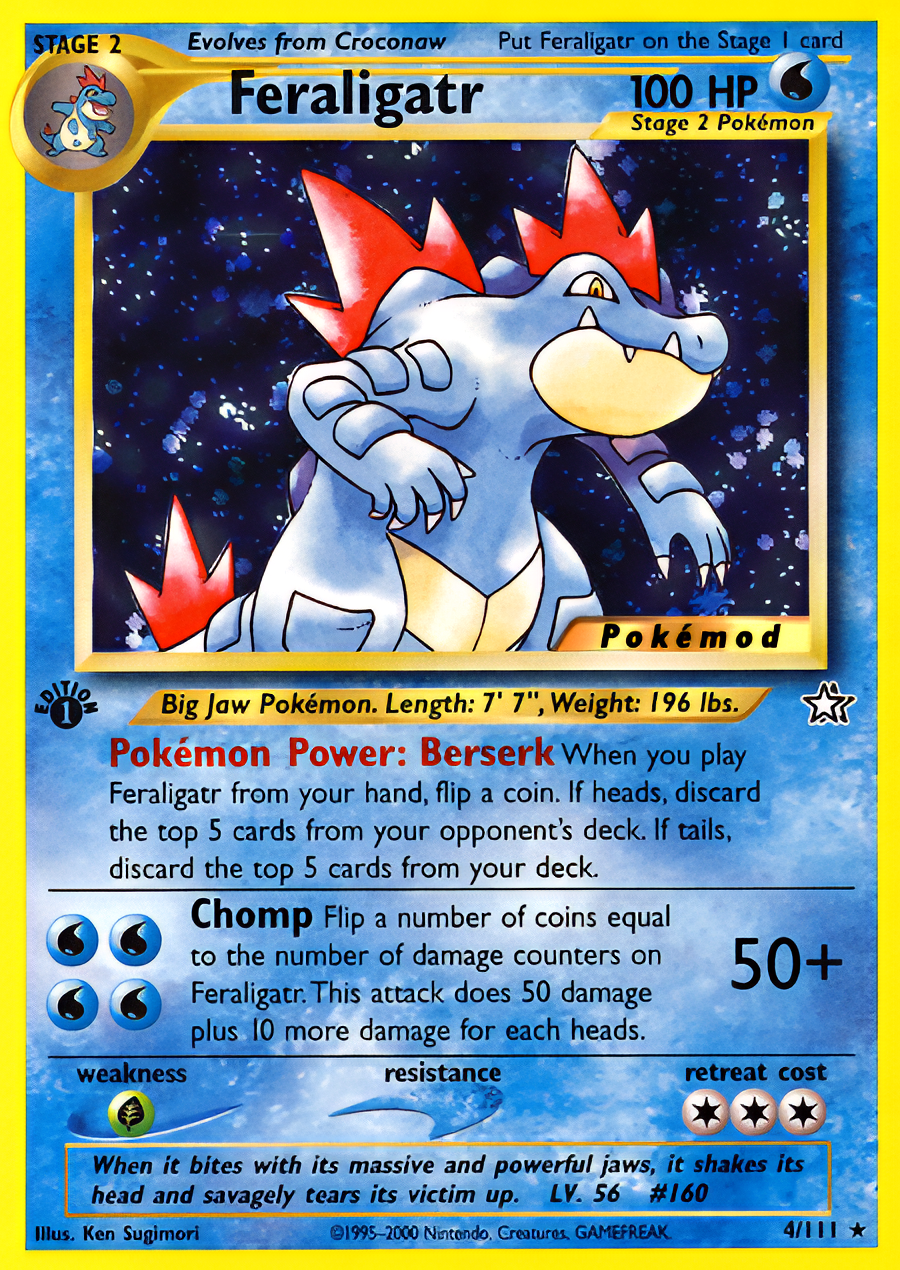 STAGE 2 Evolves from Croconaw Put Feraligatr on the Stage 1 card
Feraligatr 100 HP
Stage 2 Pokémon
Pokémod
EDITION
1
Big Jaw Pokémon. Length: 7' 7", Weight: 196 lbs.
Pokémon Power: Berserk When you play
Feraligatr from your hand, flip a coin. If heads, discard
the top 5 cards from your opponent's deck. If tails,
discard the top 5 cards from your deck.
Chomp Flip a number of coins equal
to the number of damage counters on
Feraligatr. This attack does 50 damage
plus 10 more damage for each heads.
50+
weakness resistance retreat cost
When it bites with its massive and powerful jaws, it shakes its
head and savagely tears its victim up. LV. 56 #160
Illus. Ken Sugimori ©1995-2000 Nintendo, Creatures, GAMEFREAK. 4/111